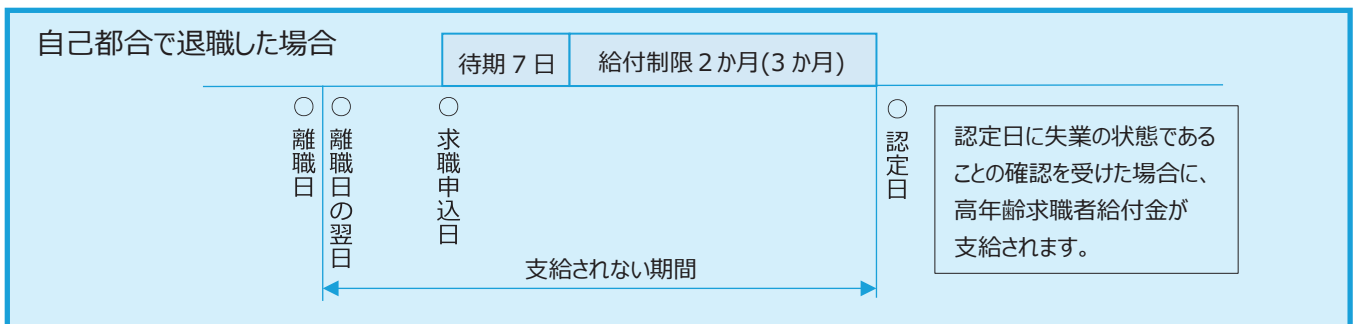 自己都合で退職した場合
待期 7 日
給付制限 2 か月(3 か月)
○離職日
○離職日の翌日
○求職申込日
○認定日
認定日に失業の状態である
ことの確認を受けた場合に、
高年齢求職者給付金が
支給されます。
支給されない期間